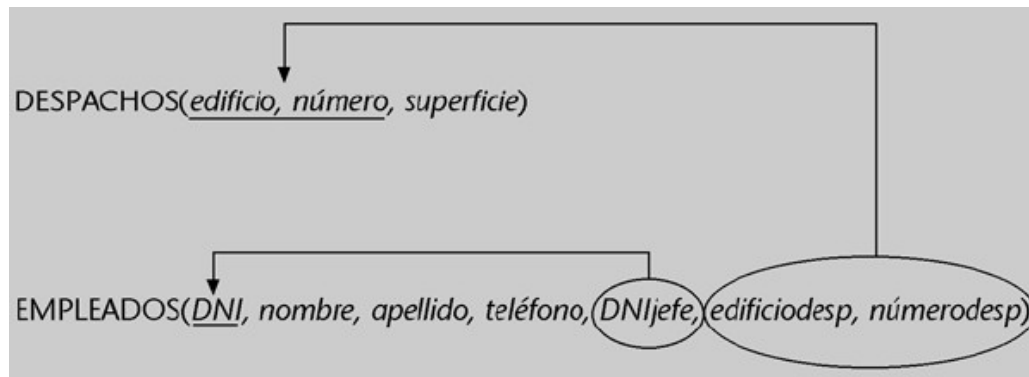 DESPACHOS(edificio, número, superficie)
EMPLEADOS(DNI, nombre, apellido, teléfono, DNIjefe, edificiodesp, númerodesp)